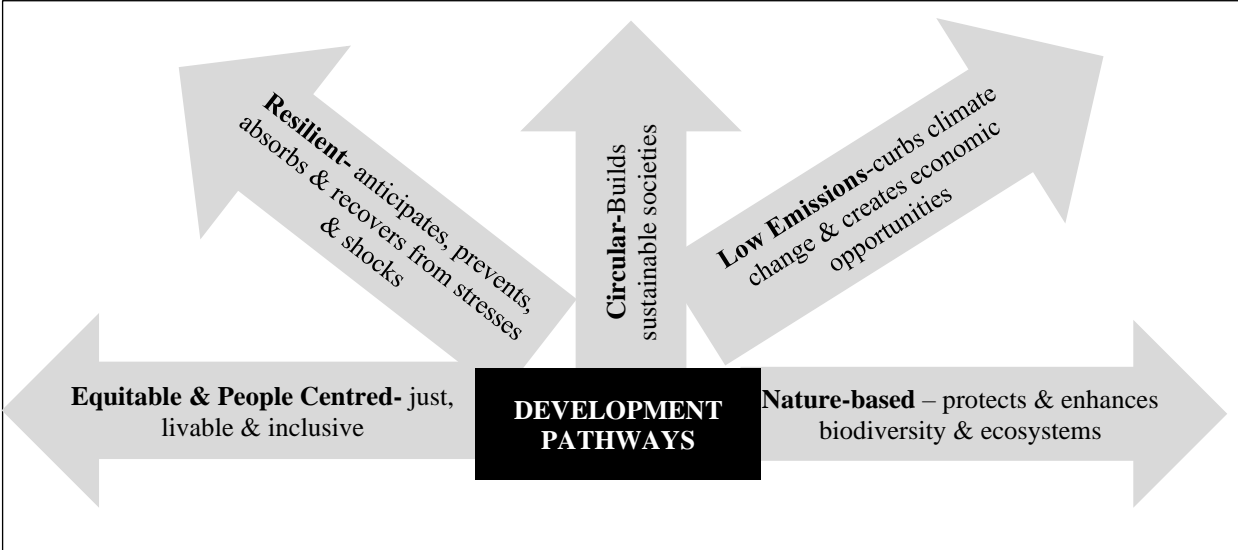 Resilient- anticipates, prevents,
absorbs & recovers from stresses
& shocks
Circular-Builds
sustainable societies
Low Emissions-curbs climate
change & creates economic
opportunities
Equitable & People Centred- just,
livable & inclusive
DEVELOPMENT
PATHWAYS
Nature-based – protects & enhances
biodiversity & ecosystems